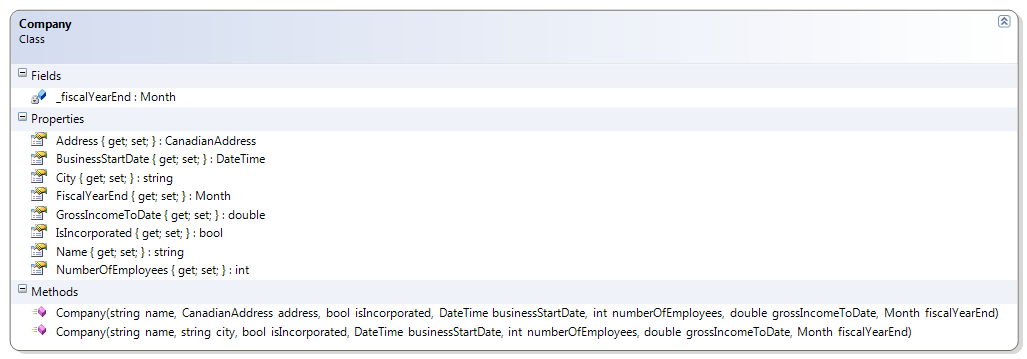 Company
Class
Fields
_fiscalYearEnd : Month
Properties
Address { get; set; } : CanadianAddress
BusinessStartDate { get; set; } : DateTime
City { get; set; } : string
FiscalYearEnd { get; set; } : Month
GrossIncomeToDate { get; set; } : double
IsIncorporated { get; set; } : bool
Name { get; set; } : string
NumberOfEmployees { get; set; } : int
Methods
Company(string name, CanadianAddress address, bool isIncorporated, DateTime businessStartDate, int numberOfEmployees, double grossIncomeToDate, Month fiscalYearEnd)
Company(string name, string city, bool isIncorporated, DateTime businessStartDate, int numberOfEmployees, double grossIncomeToDate, Month fiscalYearEnd)